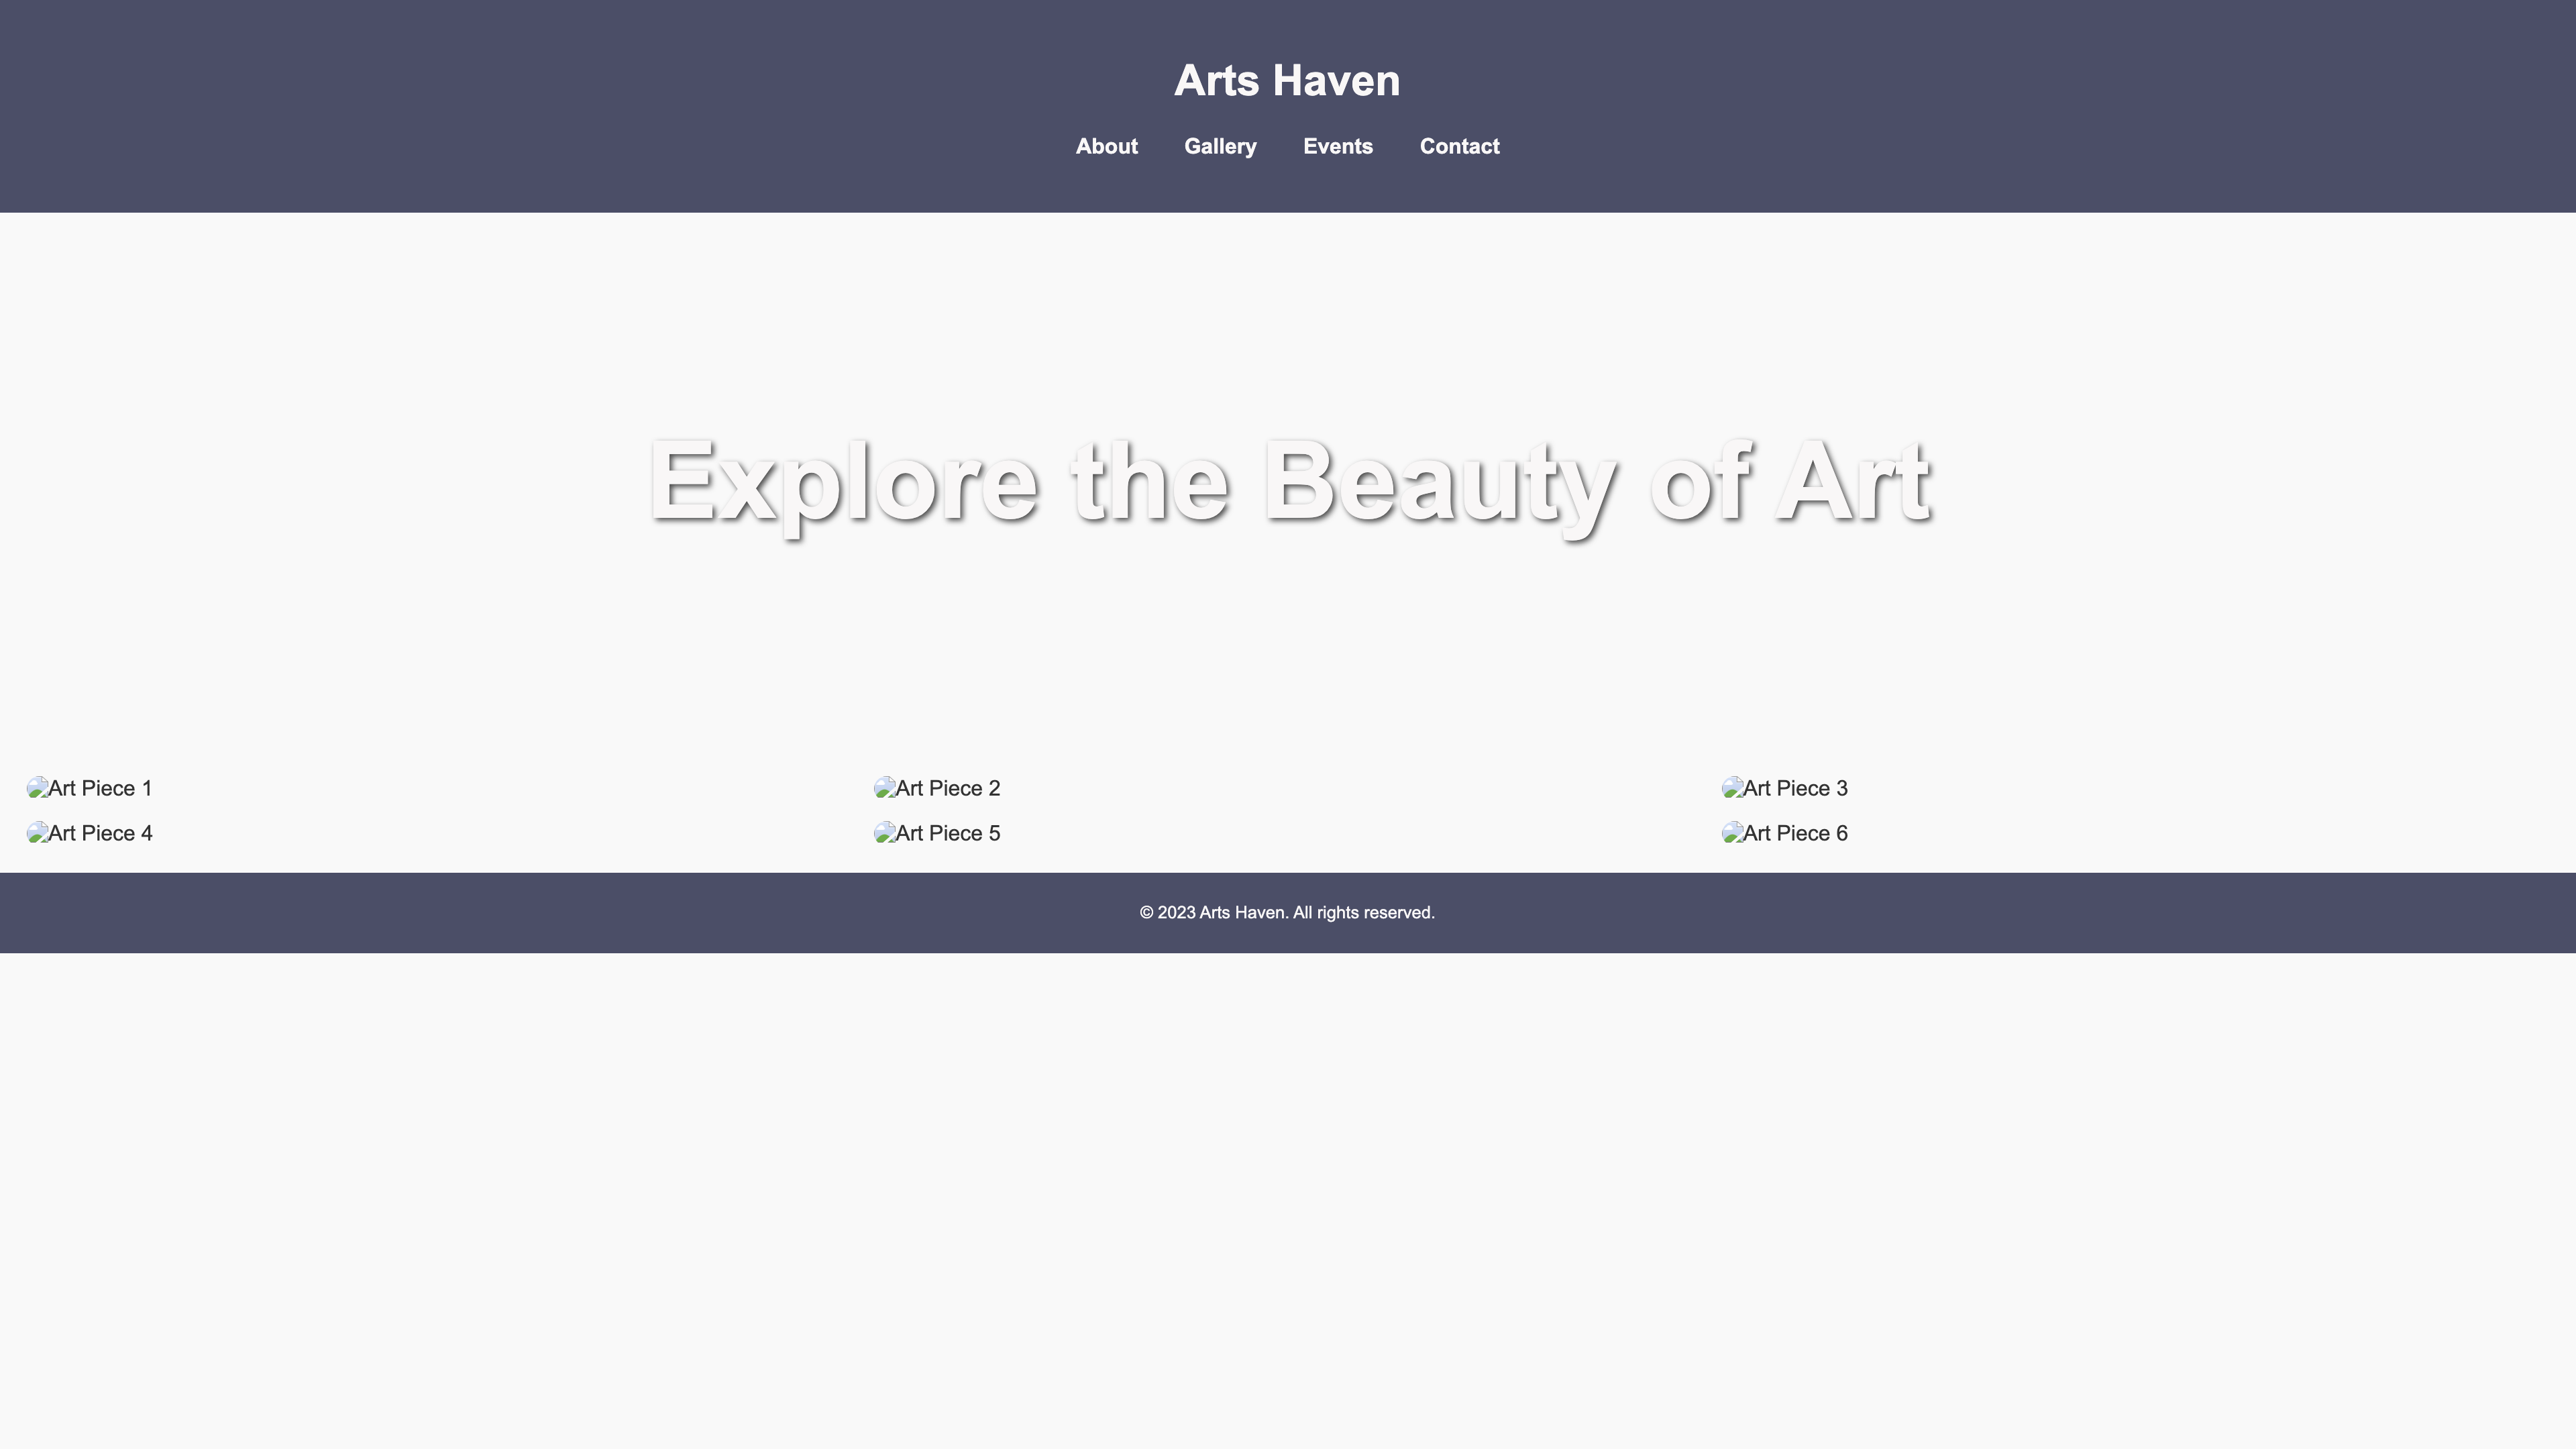 Arts Haven
About Gallery Events Contact
Explore the Beauty of Art
Art Piece 1 Art Piece 2 Art Piece 3
Art Piece 4 Art Piece 5 Art Piece 6
© 2023 Arts Haven. All rights reserved.